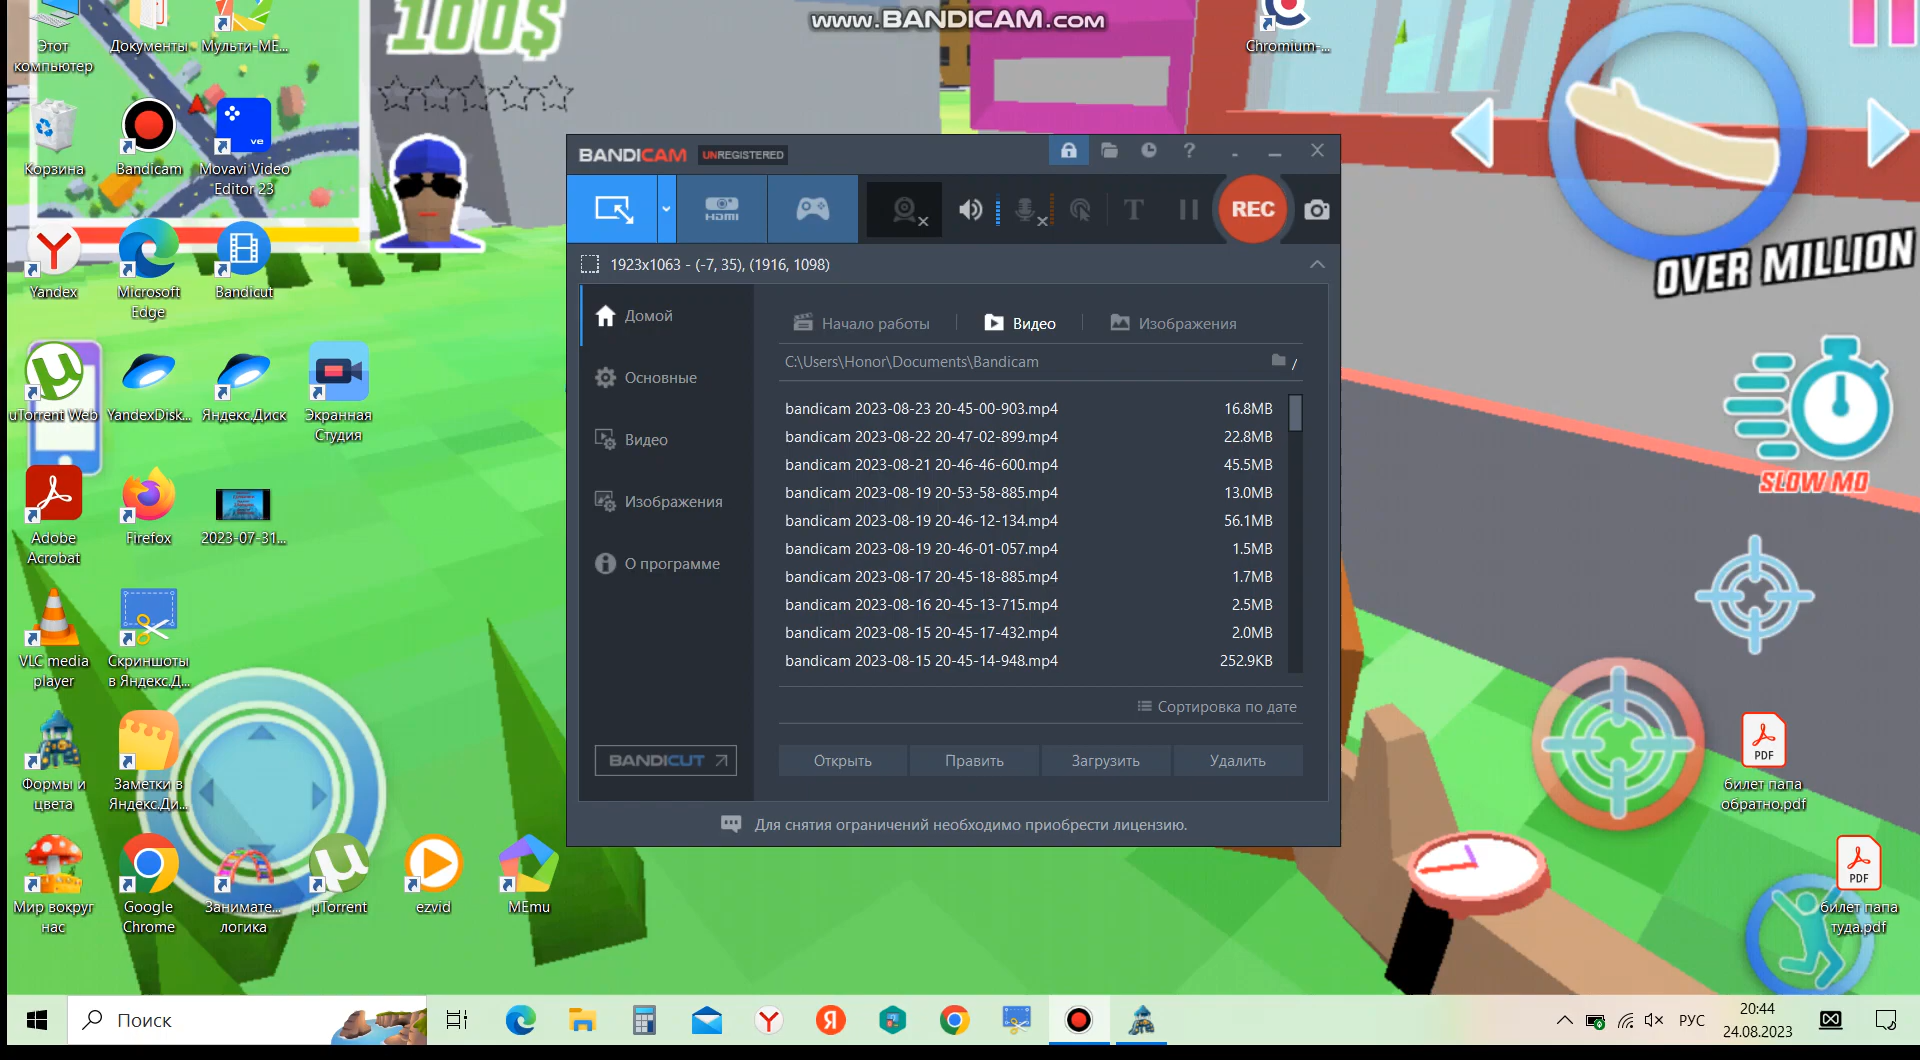 www.BANDICAM.com
100$
Этот
компьютер
Документы
Мульти-МЕ...
Chromium-...
Корзина
Bandicam
Movavi Video
Editor 23
ve
Yandex
Microsoft
Edge
Bandicut
uTorrent Web
YandexDisk...
Яндекс.Диск
Экранная
Студия
Adobe
Acrobat
Firefox
2023-07-31...
VLC media
player
Скриншоты
в Яндекс.Д...
Формы и
цвета
Заметки в
Яндекс.Ди...
Мир вокруг
нас
Google
Chrome
Занимате...
логика
µTorrent
ezvid
MEmu
BANDICAM UNREGISTERED
HDMI
T
REC
1923x1063 - (-7, 35), (1916, 1098)
Домой
Основные
Видео
Изображения
О программе
BANDICUT
Начало работы
Видео
Изображения
C:\Users\Honor\Documents\Bandicam
/
bandicam 2023-08-23 20-45-00-903.mp4 16.8MB
bandicam 2023-08-22 20-47-02-899.mp4 22.8MB
bandicam 2023-08-21 20-46-46-600.mp4 45.5MB
bandicam 2023-08-19 20-53-58-885.mp4 13.0MB
bandicam 2023-08-19 20-46-12-134.mp4 56.1MB
bandicam 2023-08-19 20-46-01-057.mp4 1.5MB
bandicam 2023-08-17 20-45-18-885.mp4 1.7MB
bandicam 2023-08-16 20-45-13-715.mp4 2.5MB
bandicam 2023-08-15 20-45-17-432.mp4 2.0MB
bandicam 2023-08-15 20-45-14-948.mp4 252.9KB
Сортировка по дате
Открыть
Править
Загрузить
Удалить
Для снятия ограничений необходимо приобрести лицензию.
OVER MILLION
SLOW MO
PDF
билет папа
обратно.pdf
PDF
билет папа
туда.pdf
Поиск
РУС
20:44
24.08.2023